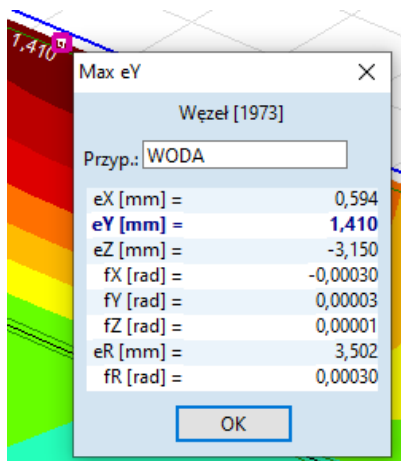 1,410
Max eY
Węzeł [1973]
Przyp.: WODA
eX [mm] = 0,594
eY [mm] = 1,410
eZ [mm] = -3,150
fX [rad] = -0,00030
fY [rad] = 0,00003
fZ [rad] = 0,00001
eR [mm] = 3,502
fR [rad] = 0,00030
OK